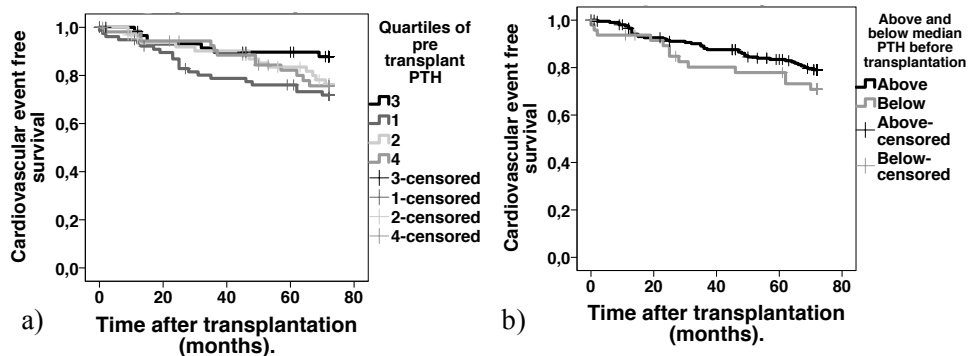 Cardiovascular event free
survival
1,0
0,8
0,6
0,4
0,2
0,0
0 20 40 60 80
Time after transplantation
(months).
a)
Quartiles of
pre
transplant
PTH
3
1
2
4
3-censored
1-censored
2-censored
4-censored
Cardiovascular event free
survival
1,0
0,8
0,6
0,4
0,2
0,0
0 20 40 60 80
Time after transplantation
(months).
b)
Above and
below median
PTH before
transplantation
Above
Below
Above-
censored
Below-
censored